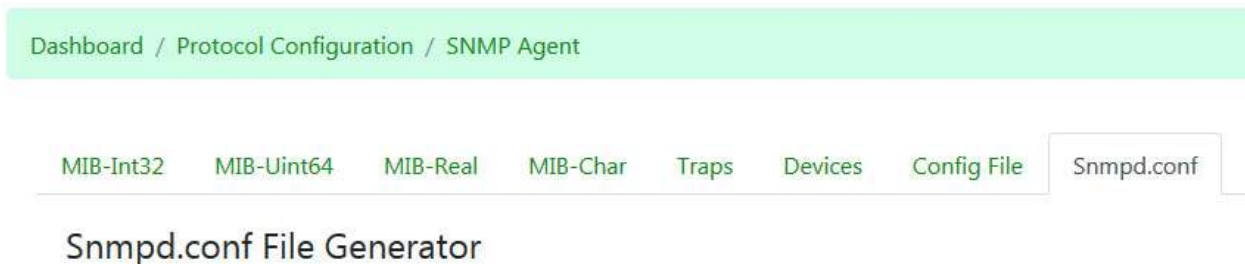 Dashboard / Protocol Configuration / SNMP Agent
MIB-Int32 MIB-Uint64 MIB-Real MIB-Char Traps Devices Config File Snmpd.conf
Snmpd.conf File Generator